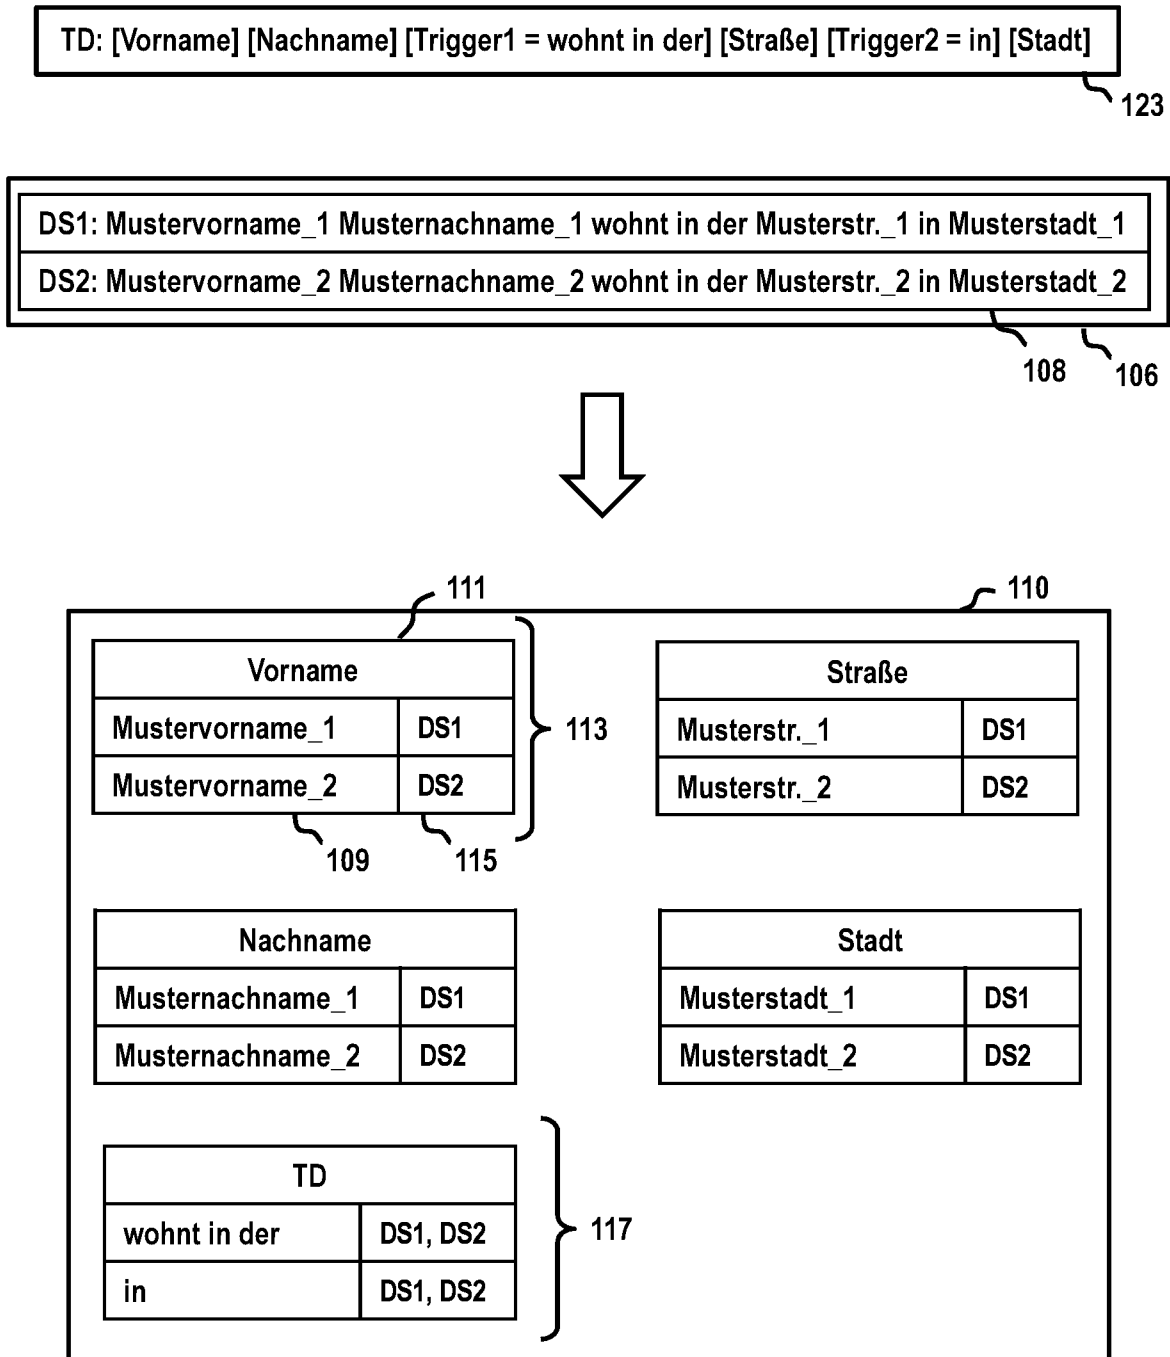 TD: [Vorname] [Nachname] [Trigger1 = wohnt in der] [Straße] [Trigger2 = in] [Stadt]
123
DS1: Mustervorname_1 Musternachname_1 wohnt in der Musterstr._1 in Musterstadt_1
DS2: Mustervorname_2 Musternachname_2 wohnt in der Musterstr._2 in Musterstadt_2
108
106
111
110
Vorname
Mustervorname_1 DS1
Mustervorname_2 DS2
113
109
115
Straße
Musterstr._1 DS1
Musterstr._2 DS2
Nachname
Musternachname_1 DS1
Musternachname_2 DS2
Stadt
Musterstadt_1 DS1
Musterstadt_2 DS2
TD
wohnt in der DS1, DS2
in DS1, DS2
117